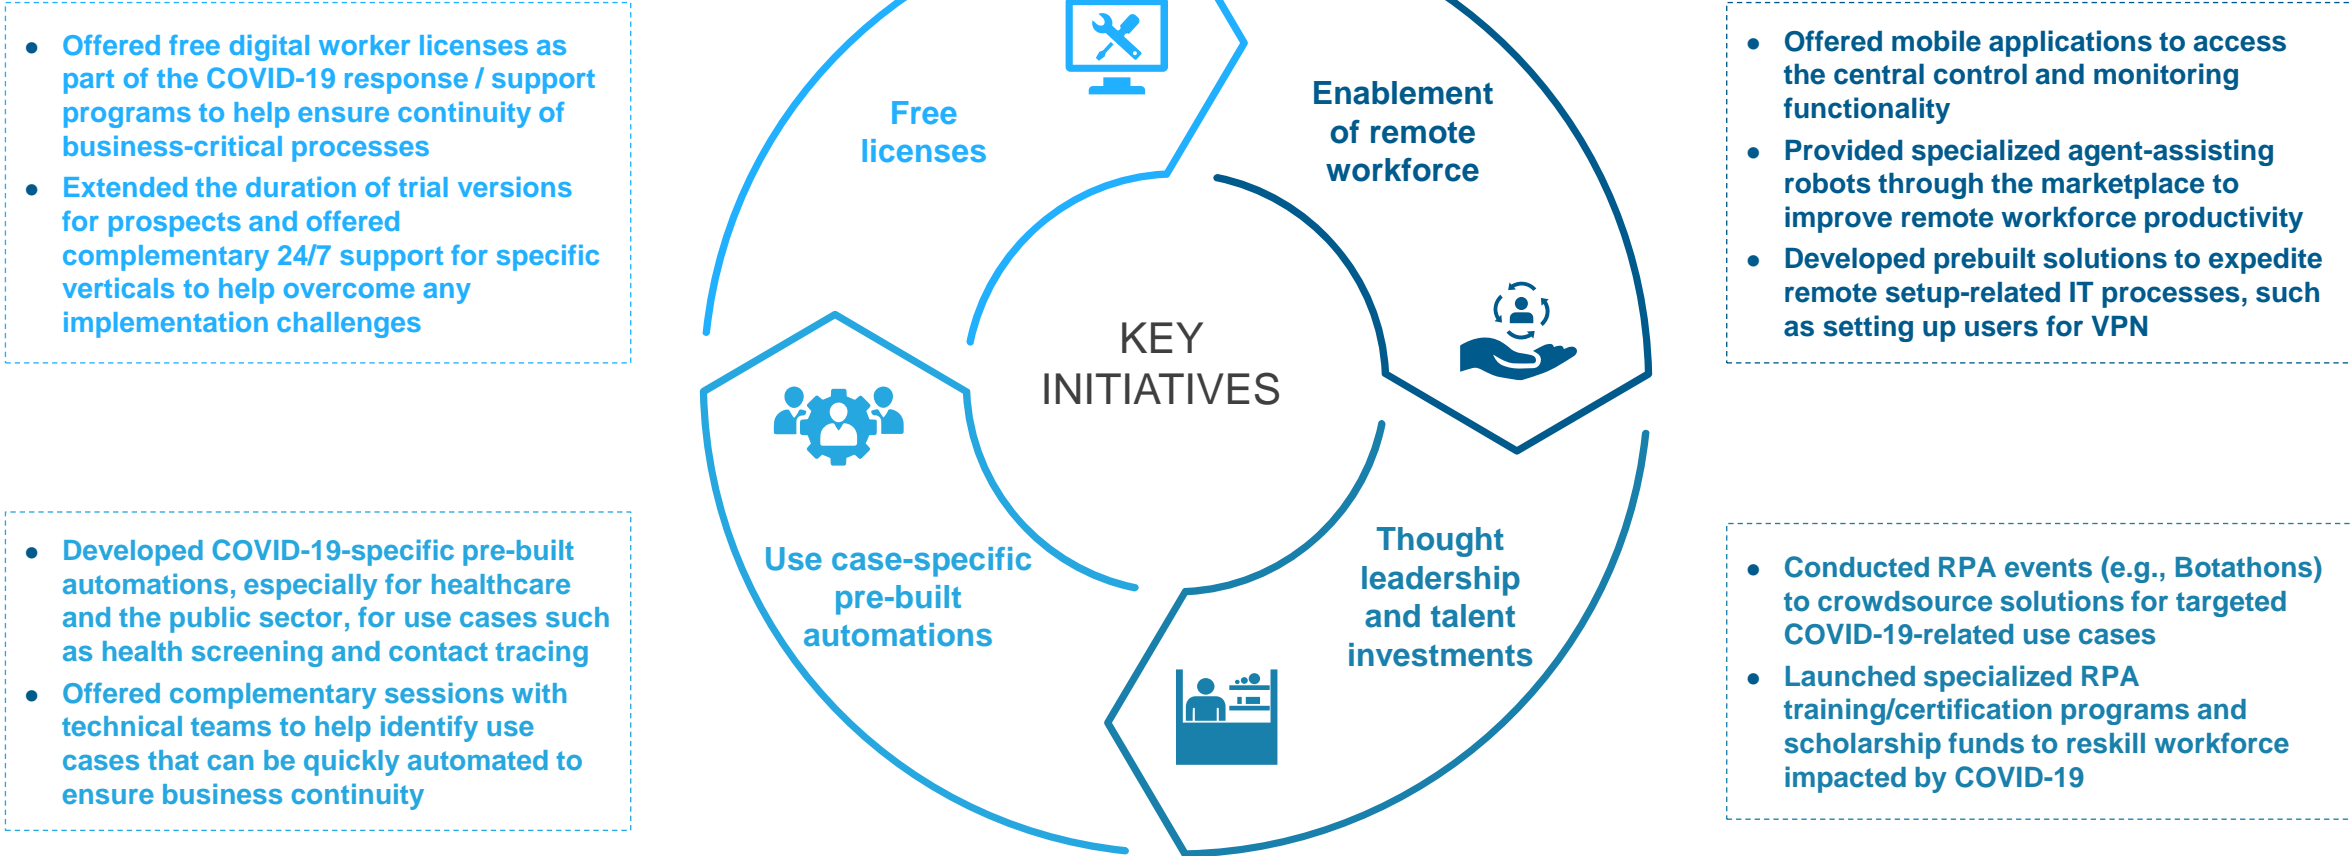 ● Offered free digital worker licenses as
part of the COVID-19 response / support
programs to help ensure continuity of
business-critical processes
● Extended the duration of trial versions
for prospects and offered
complementary 24/7 support for specific
verticals to help overcome any
implementation challenges
Free
licenses
Enablement
of remote
workforce
● Offered mobile applications to access
the central control and monitoring
functionality
● Provided specialized agent-assisting
robots through the marketplace to
improve remote workforce productivity
● Developed prebuilt solutions to expedite
remote setup-related IT processes, such
as setting up users for VPN
KEY
INITIATIVES
● Developed COVID-19-specific pre-built
automations, especially for healthcare
and the public sector, for use cases such
as health screening and contact tracing
● Offered complementary sessions with
technical teams to help identify use
cases that can be quickly automated to
ensure business continuity
Use case-specific
pre-built
automations
Thought
leadership
and talent
investments
● Conducted RPA events (e.g., Botathons)
to crowdsource solutions for targeted
COVID-19-related use cases
● Launched specialized RPA
training/certification programs and
scholarship funds to reskill workforce
impacted by COVID-19